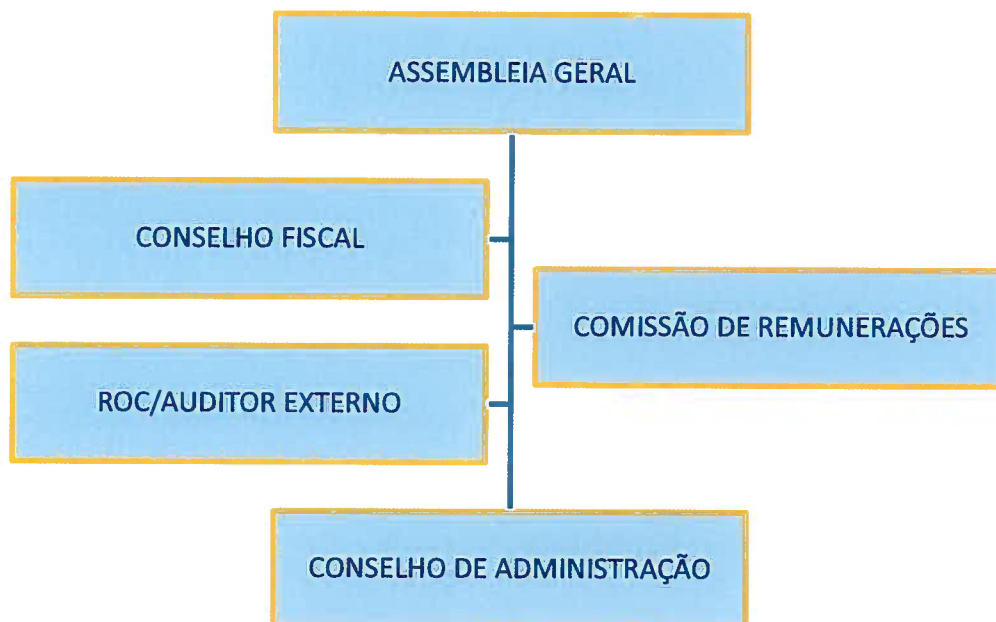 ASSEMBLEIA GERAL
CONSELHO FISCAL
COMISSÃO DE REMUNERAÇÕES
ROC/AUDITOR EXTERNO
CONSELHO DE ADMINISTRAÇÃO